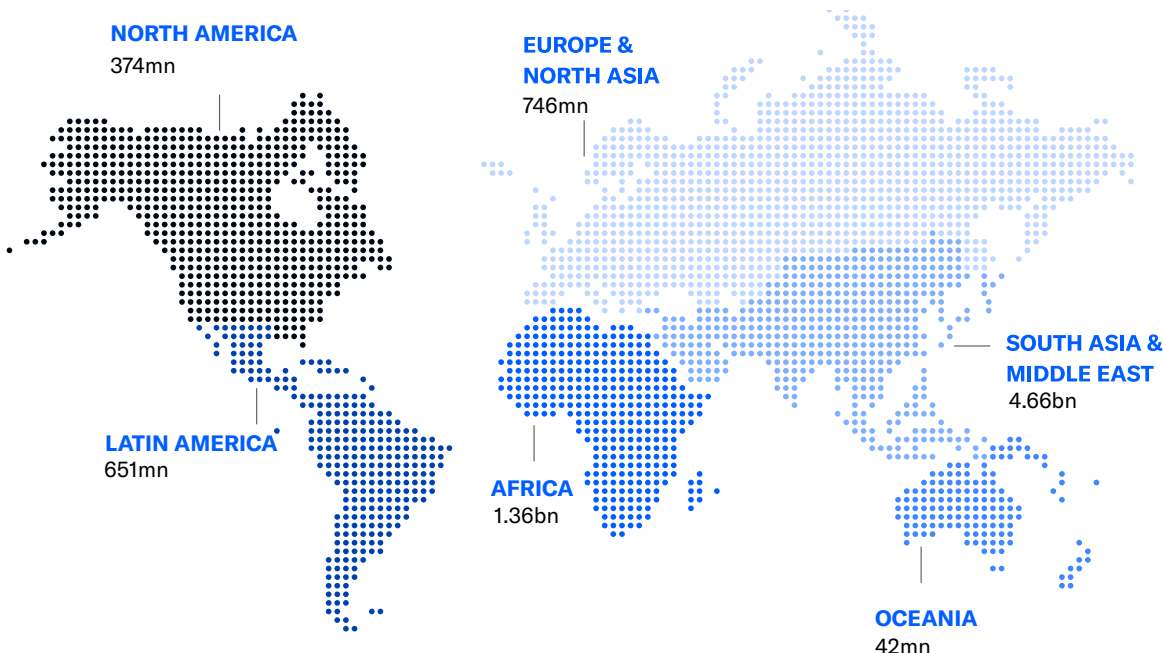 NORTH AMERICA
374mn
EUROPE &
NORTH ASIA
746mn
SOUTH ASIA &
MIDDLE EAST
4.66bn
LATIN AMERICA
651mn
AFRICA
1.36bn
OCEANIA
42mn